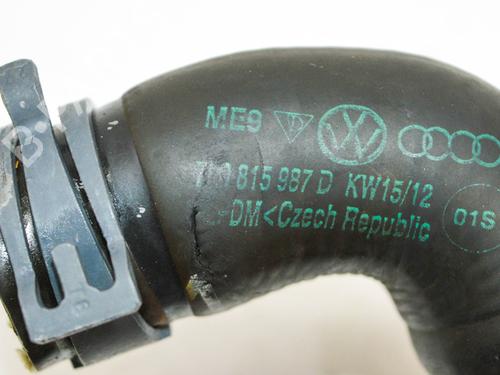 ME9
815 987 D KW15/12
DM<Czech Republic
01S